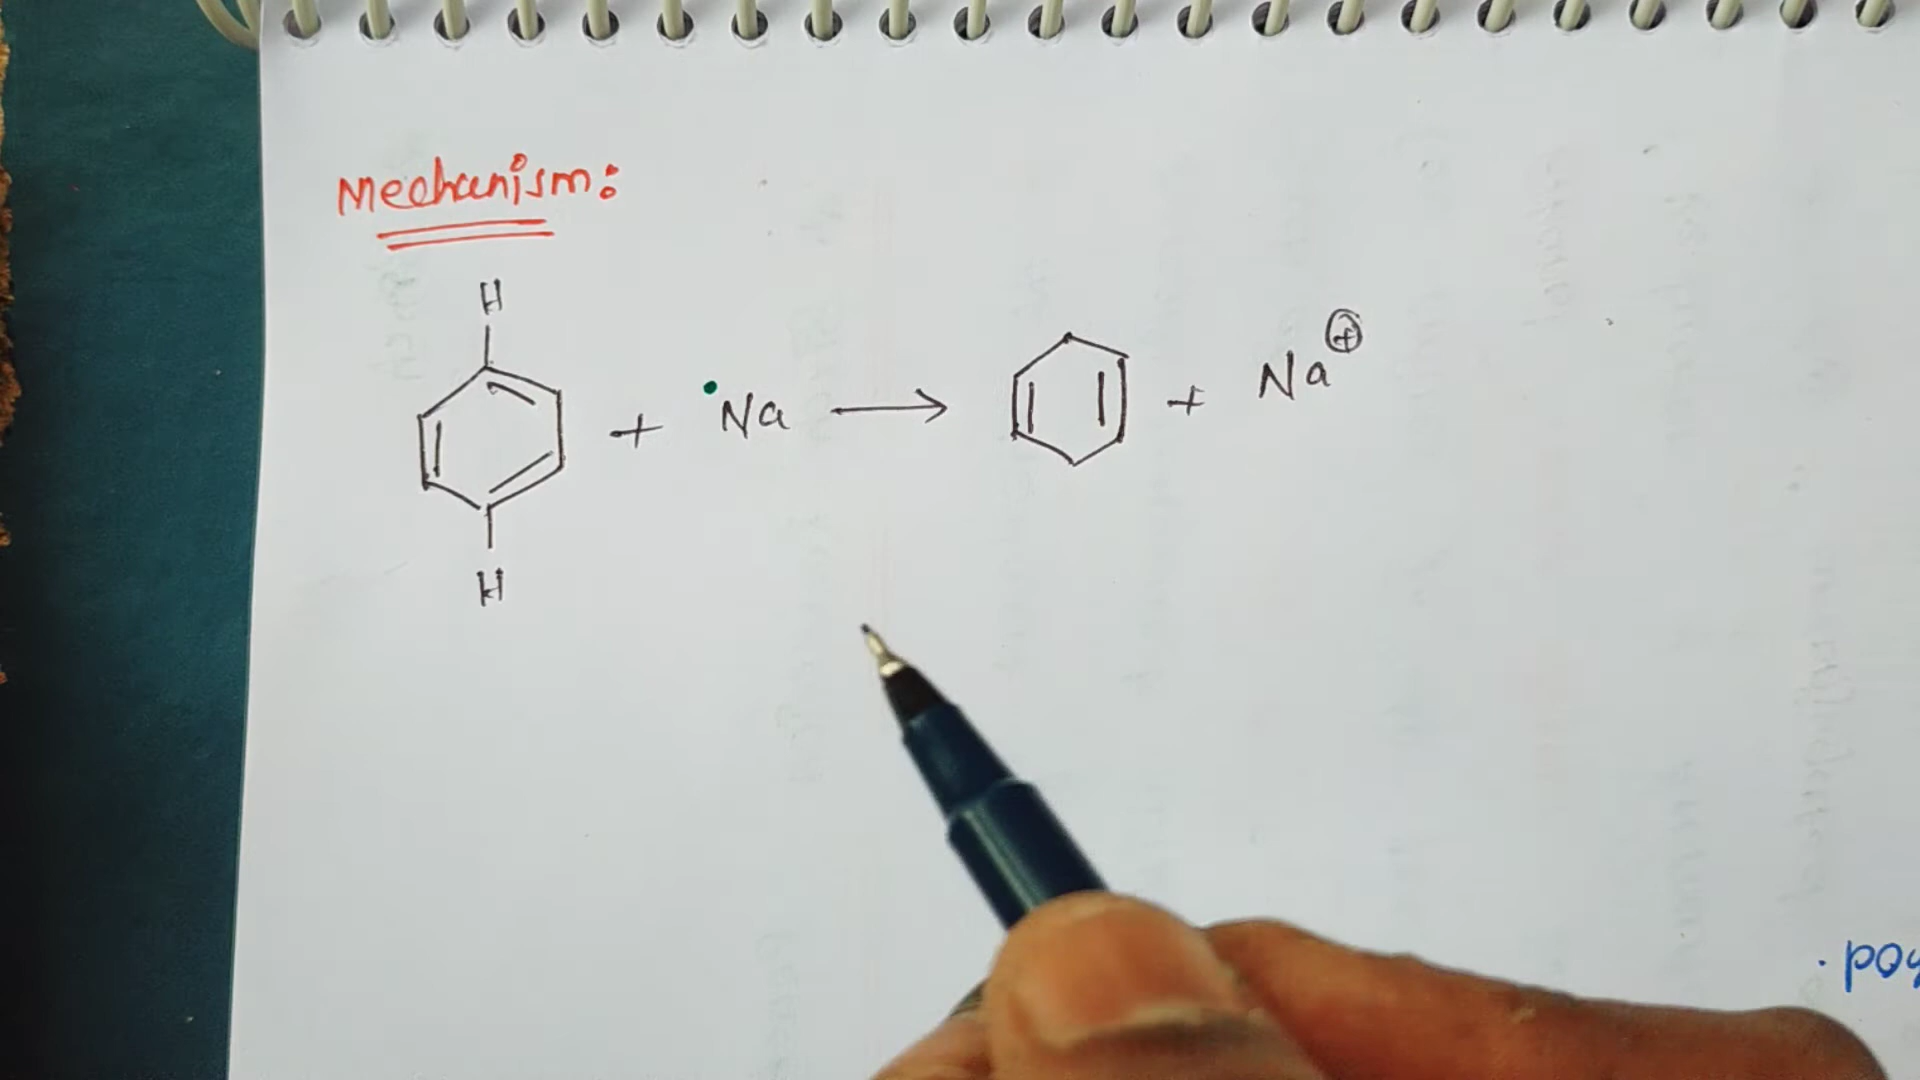 Mechanism:
H
+ •Na ⟶ + Na⊕
H